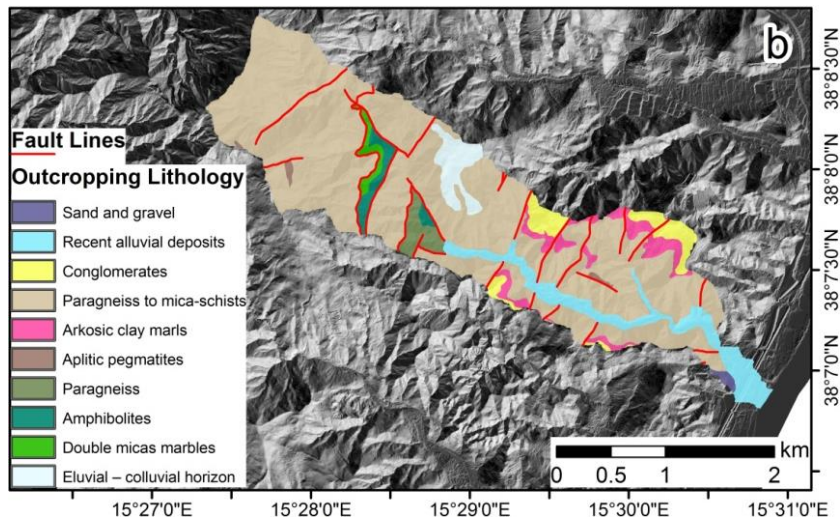 b
Fault Lines
Outcropping Lithology
Sand and gravel
Recent alluvial deposits
Conglomerates
Paragneiss to mica-schists
Arkosic clay marls
Aplitic pegmatites
Paragneiss
Amphibolites
Double micas marbles
Eluvial – colluvial horizon
km
0 0.5 1 2
38°8'30"N
38°8'0"N
38°7'30"N
38°7'0"N
15°27'0"E 15°28'0"E 15°29'0"E 15°30'0"E 15°31'0"E